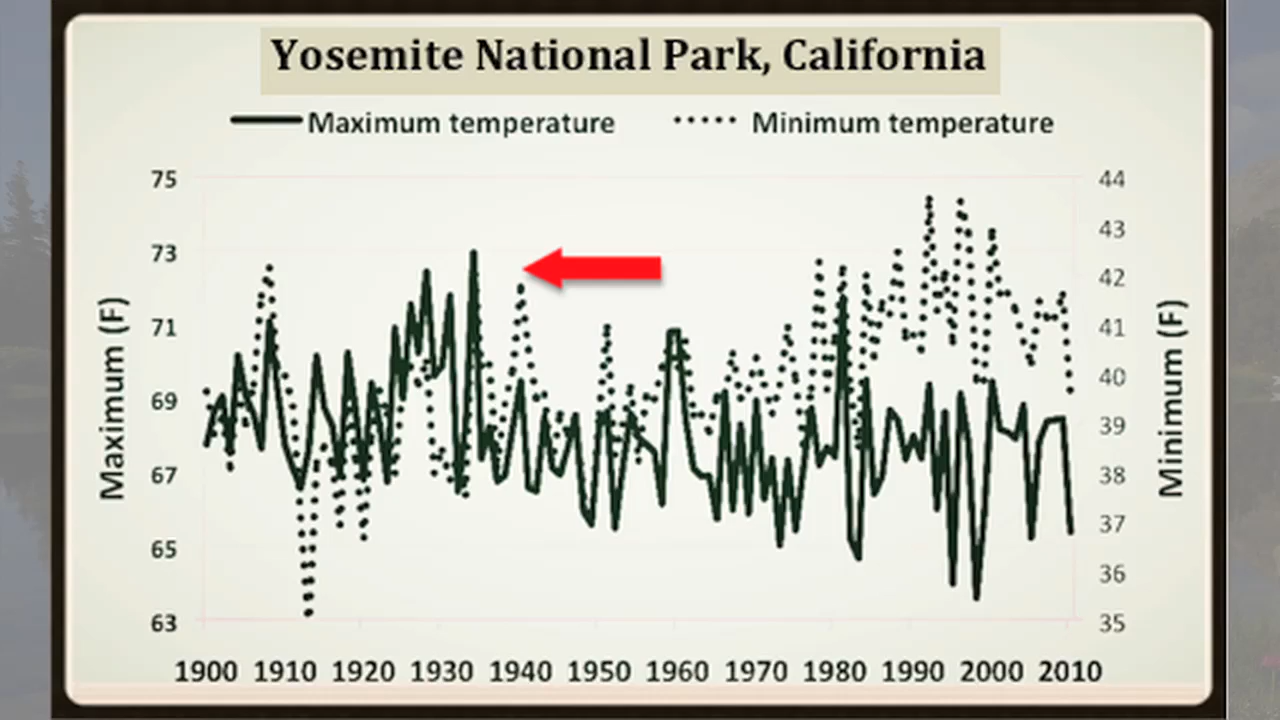 Yosemite National Park, California
Maximum temperature
Minimum temperature
75
73
71
69
67
65
63
Maximum (F)
44
43
42
41
40
39
38
37
36
35
Minimum (F)
1900 1910 1920 1930 1940 1950 1960 1970 1980 1990 2000 2010